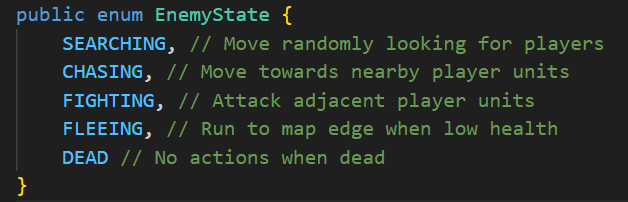 public enum EnemyState {
    SEARCHING, // Move randomly looking for players
    CHASING, // Move towards nearby player units
    FIGHTING, // Attack adjacent player units
    FLEEING, // Run to map edge when low health
    DEAD // No actions when dead
}